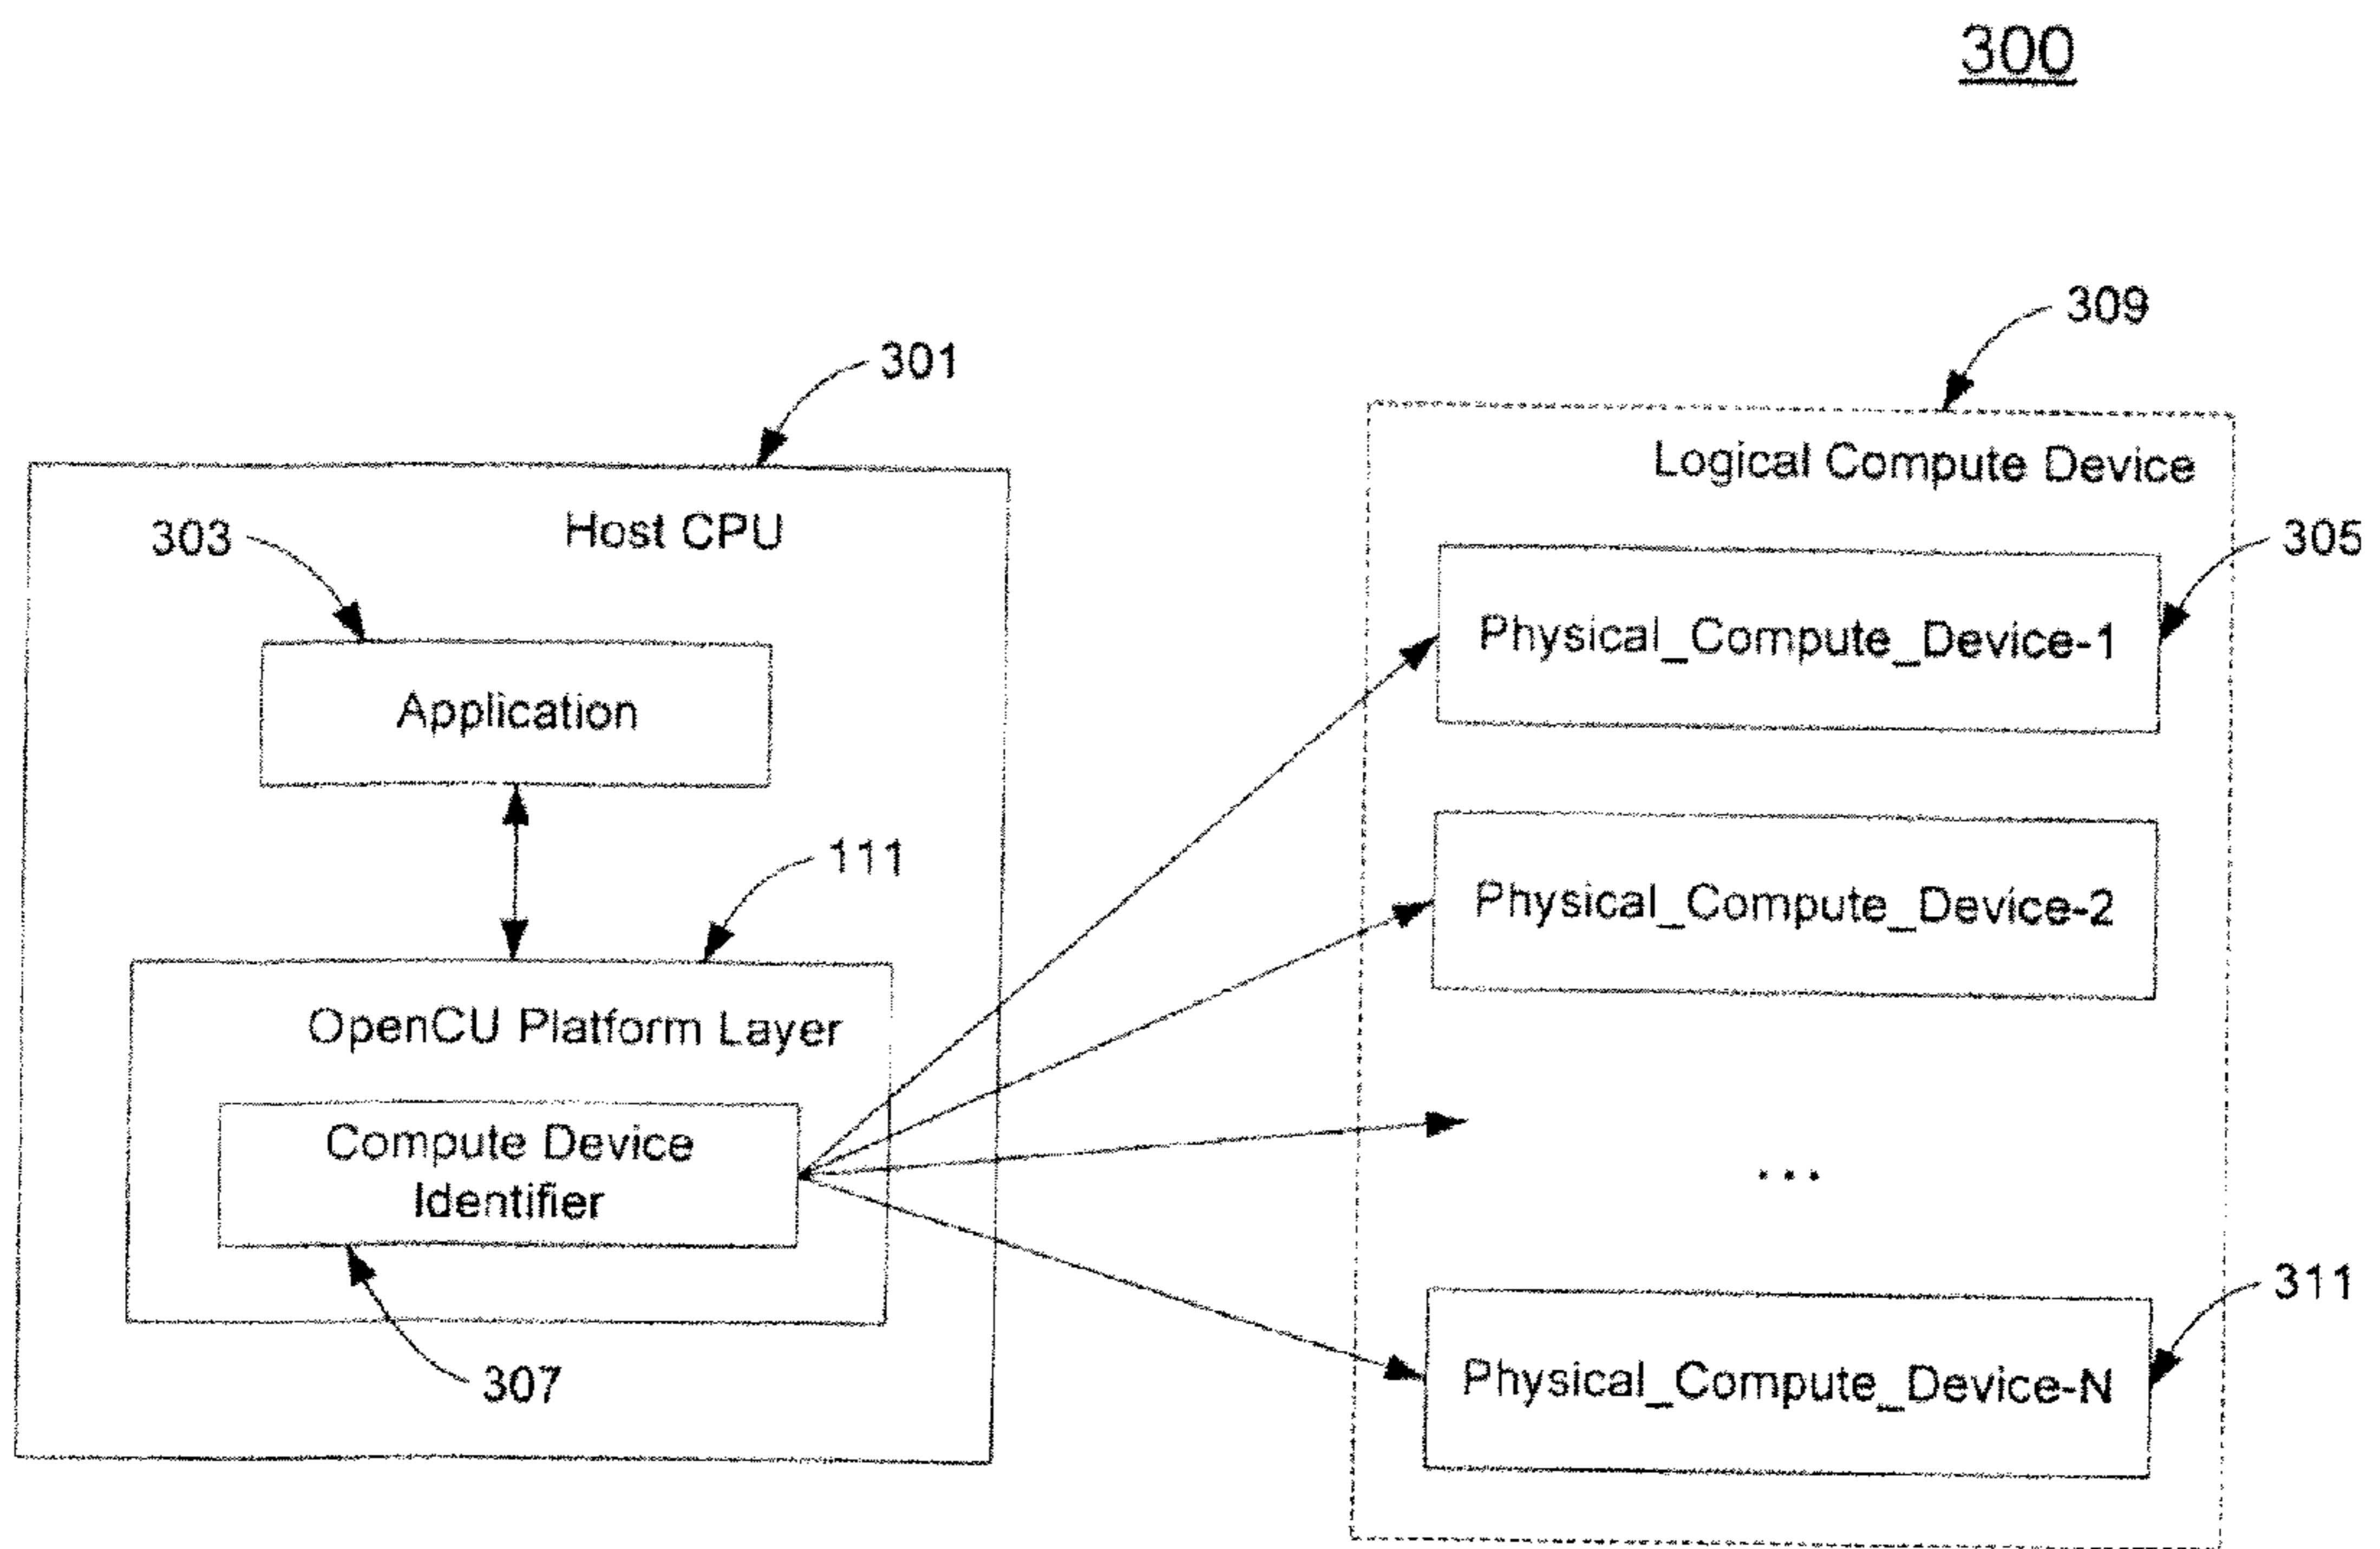 300
309
301
Logical Compute Device
Host CPU
303
305
Physical_Compute_Device-1
Application
111
Physical_Compute_Device-2
OpenCU Platform Layer
Compute Device
Identifier
...
311
307
Physical_Compute_Device-N